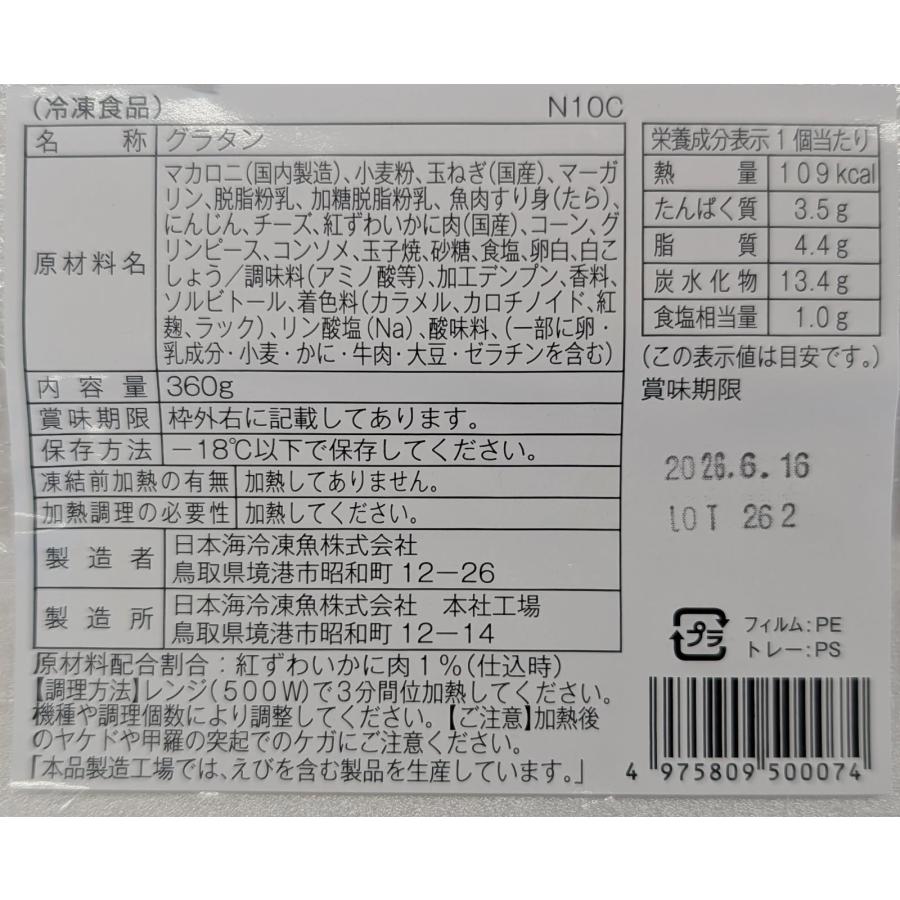 (冷凍食品) N10C
名称 グラタン
原材料名
マカロニ(国内製造)、小麦粉、玉ねぎ(国産)、マーガ
リン、脱脂粉乳、加糖脱脂粉乳、魚肉すり身(たら)、
にんじん、チーズ、紅ずわいかに肉(国産)、コーン、グ
リンピース、コンソメ、玉子焼、砂糖、食塩、卵白、白こ
しょう/調味料(アミノ酸等)、加工デンプン、香料、
ソルビトール、着色料(カラメル、カロチノイド、紅
麹、ラック)、リン酸塩(Na)、酸味料、(一部に卵・
乳成分・小麦・かに・牛肉・大豆・ゼラチンを含む)
内容量 360g
賞味期限 枠外右に記載してあります。
保存方法 −18℃以下で保存してください。
凍結前加熱の有無 加熱してありません。
加熱調理の必要性 加熱してください。
製造者
日本海冷凍魚株式会社
鳥取県境港市昭和町12−26
製造所
日本海冷凍魚株式会社 本社工場
鳥取県境港市昭和町12−14
原材料配合割合:紅ずわいかに肉1%(仕込時)
【調理方法】レンジ(500W)で3分間位加熱してください。
機種や調理個数により調整してください。【ご注意】加熱後
のヤケドや甲羅の突起でのケガにご注意ください。
「本品製造工場では、えびを含む製品を生産しています。」
栄養成分表示1個当たり
熱量 109kcal
たんぱく質 3.5g
脂質 4.4g
炭水化物 13.4g
食塩相当量 1.0g
(この表示値は目安です。)
賞味期限
2026.6.16
LOT 262
プラ
フィルム:PE
トレー:PS
4 975809 500074